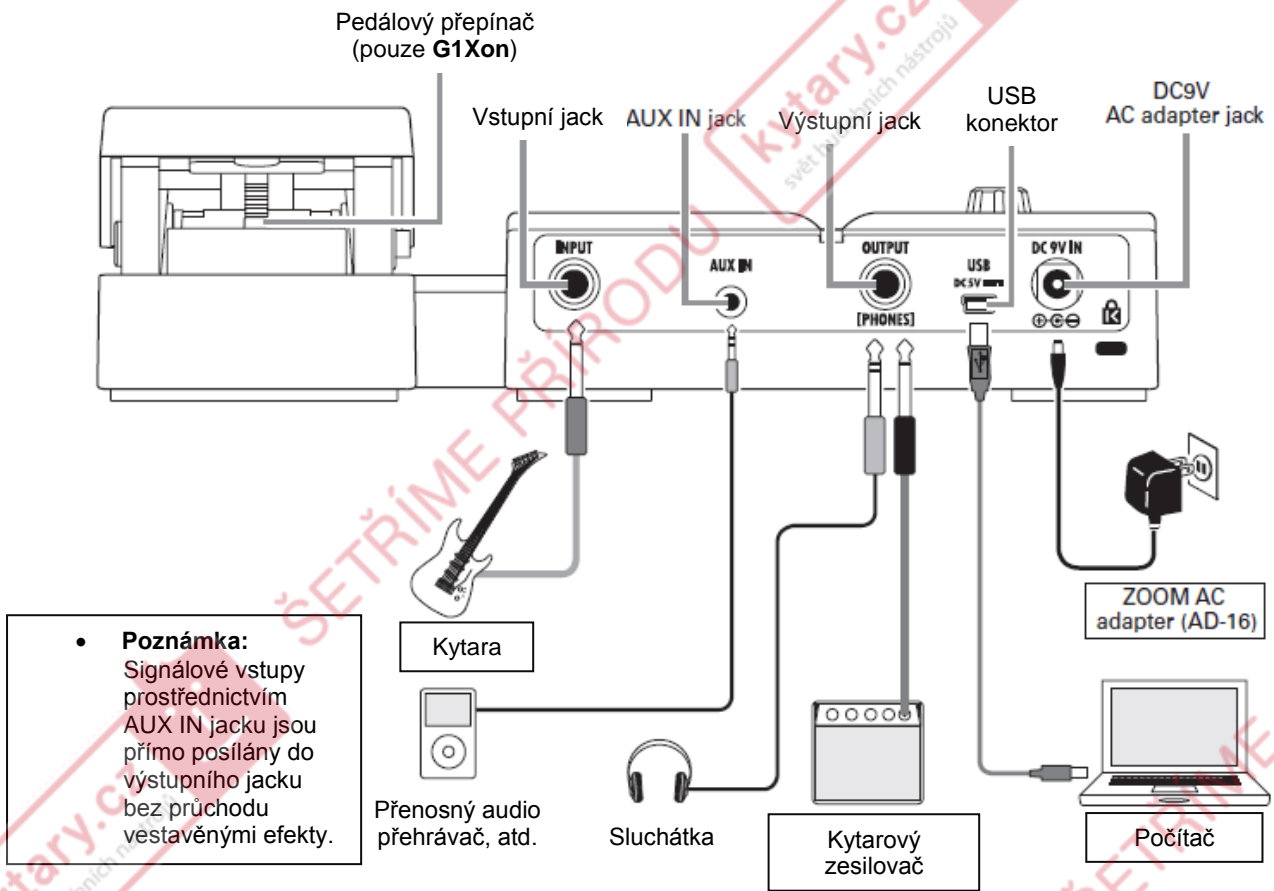 Pedálový přepínač
(pouze G1Xon)
Vstupní jack
AUX IN jack
Výstupní jack
USB
konektor
DC9V
AC adapter jack
INPUT
AUX IN
OUTPUT
[PHONES]
USB
DC 5V
DC 9V IN
K
Kytara
ZOOM AC
adapter (AD-16)
• Poznámka:
Signálové vstupy
prostřednictvím
AUX IN jacku jsou
přímo posílány do
výstupního jacku
bez průchodu
vestavěnými efekty.
Přenosný audio
přehrávač, atd.
Sluchátka
Kytarový
zesilovač
Počítač
kytary.cz
svět hudebních nástrojů
ŠETŘÍME PŘÍRODU
kytary.cz
ŠETŘÍME